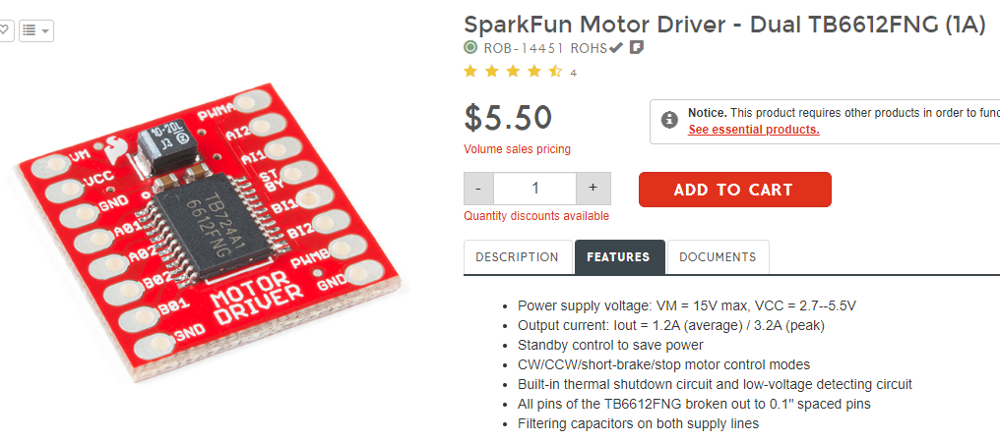 SparkFun Motor Driver - Dual TB6612FNG (1A)
ROB-14451 ROHS
4
$5.50
Notice. This product requires other products in order to func
See essential products.
Volume sales pricing
- 1 +
ADD TO CART
Quantity discounts available
DESCRIPTION
FEATURES
DOCUMENTS
Power supply voltage: VM = 15V max, VCC = 2.7--5.5V
Output current: Iout = 1.2A (average) / 3.2A (peak)
Standby control to save power
CW/CCW/short-brake/stop motor control modes
Built-in thermal shutdown circuit and low-voltage detecting circuit
All pins of the TB6612FNG broken out to 0.1" spaced pins
Filtering capacitors on both supply lines
VM
VCC
GND
A01
A02
B02
B01
GND
PWMA
AI2
AI1
ST
BY
BI1
BI2
PWMB
GND
10-20L
J3
TB724A1
6612FNG
MOTOR
DRIVER